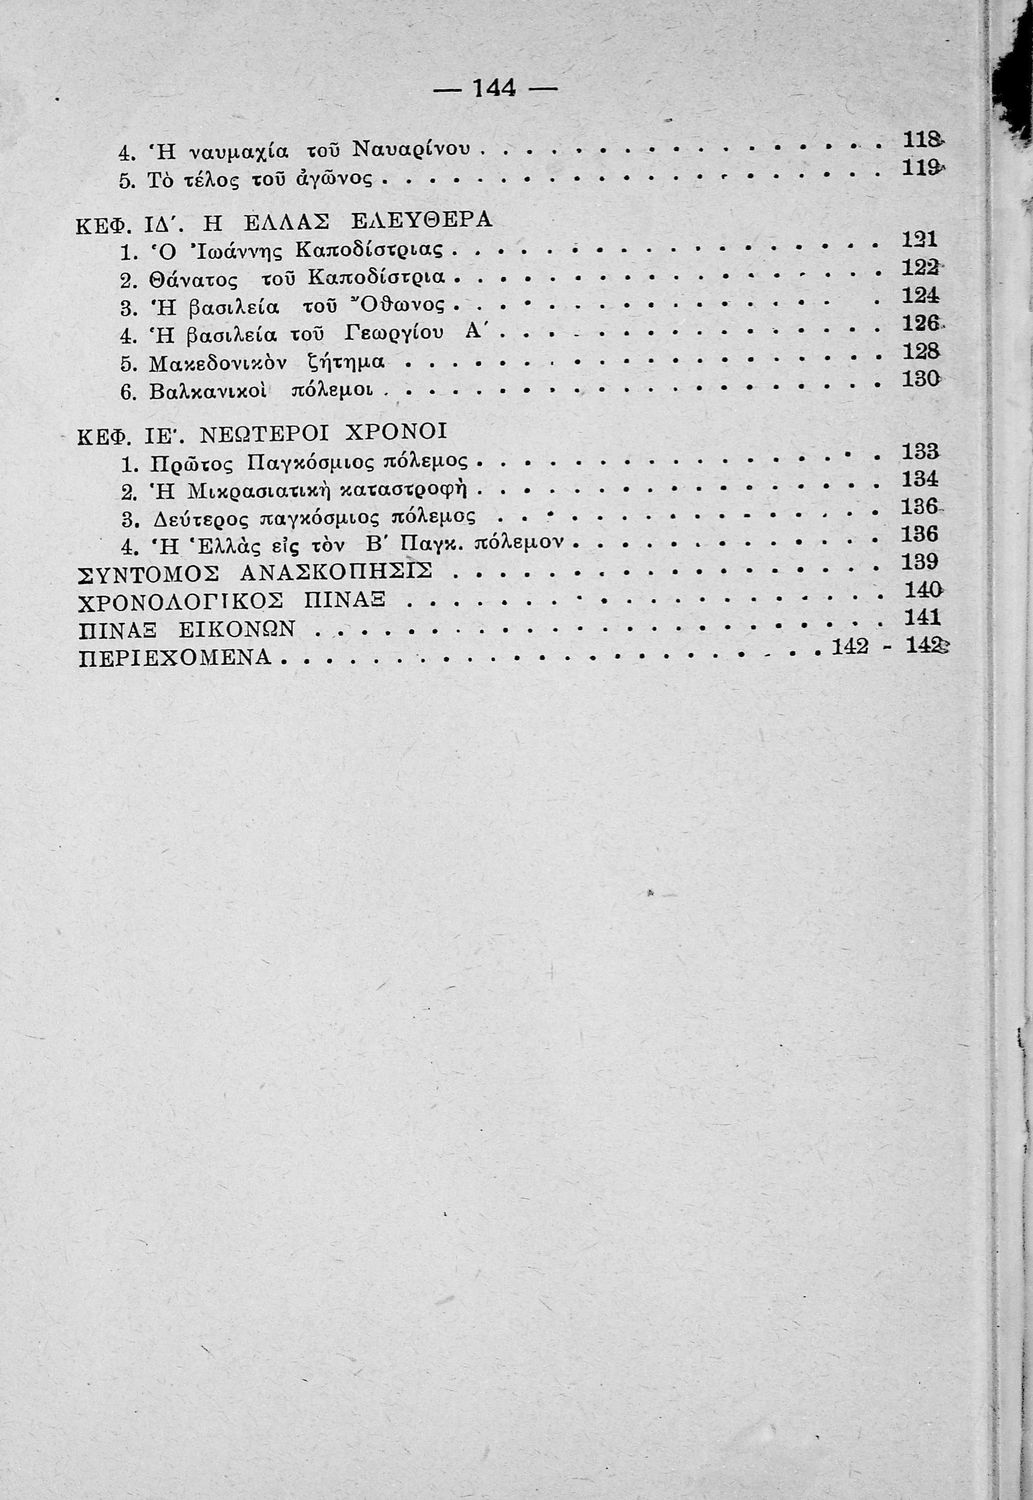 — 144 —
4. Ἡ ναυμαχία τοῦ Ναυαρίνου . . . . . . . . . . . . . . . . . 118
5. Τὸ τέλος τοῦ ἀγῶνος . . . . . . . . . . . . . . . . . . . . . 119
ΚΕΦ. ΙΔ'. Η ΕΛΛΑΣ ΕΛΕΥΘΕΡΑ
1. Ὁ Ἰωάννης Καποδίστριας . . . . . . . . . . . . . . . . . . 121
2. Θάνατος τοῦ Καποδίστρια . . . . . . . . . . . . . . . . . . 122
3. Ἡ βασιλεία τοῦ Ὄθωνος . . . . . . . . . . . . . . . . . . 124
4. Ἡ βασιλεία τοῦ Γεωργίου Α' . . . . . . . . . . . . . . . . 126
5. Μακεδονικὸν ζήτημα . . . . . . . . . . . . . . . . . . . . 128
6. Βαλκανικοὶ πόλεμοι . . . . . . . . . . . . . . . . . . . . . 130
ΚΕΦ. ΙΕ'. ΝΕΩΤΕΡΟΙ ΧΡΟΝΟΙ
1. Πρῶτος Παγκόσμιος πόλεμος . . . . . . . . . . . . . . . . . 133
2. Ἡ Μικρασιατικὴ καταστροφὴ . . . . . . . . . . . . . . . . . 134
3. Δεύτερος παγκόσμιος πόλεμος . . . . . . . . . . . . . . . . 136
4. Ἡ Ἑλλὰς εἰς τὸν Β' Παγκ. πόλεμον . . . . . . . . . . . . . 136
ΣΥΝΤΟΜΟΣ ΑΝΑΣΚΟΠΗΣΙΣ . . . . . . . . . . . . . . . . . . 139
ΧΡΟΝΟΛΟΓΙΚΟΣ ΠΙΝΑΞ . . . . . . . . . . . . . . . . . . . . 140
ΠΙΝΑΞ ΕΙΚΟΝΩΝ . . . . . . . . . . . . . . . . . . . . . . . . 141
ΠΕΡΙΕΧΟΜΕΝΑ . . . . . . . . . . . . . . . . . . . . . . . 142 - 142